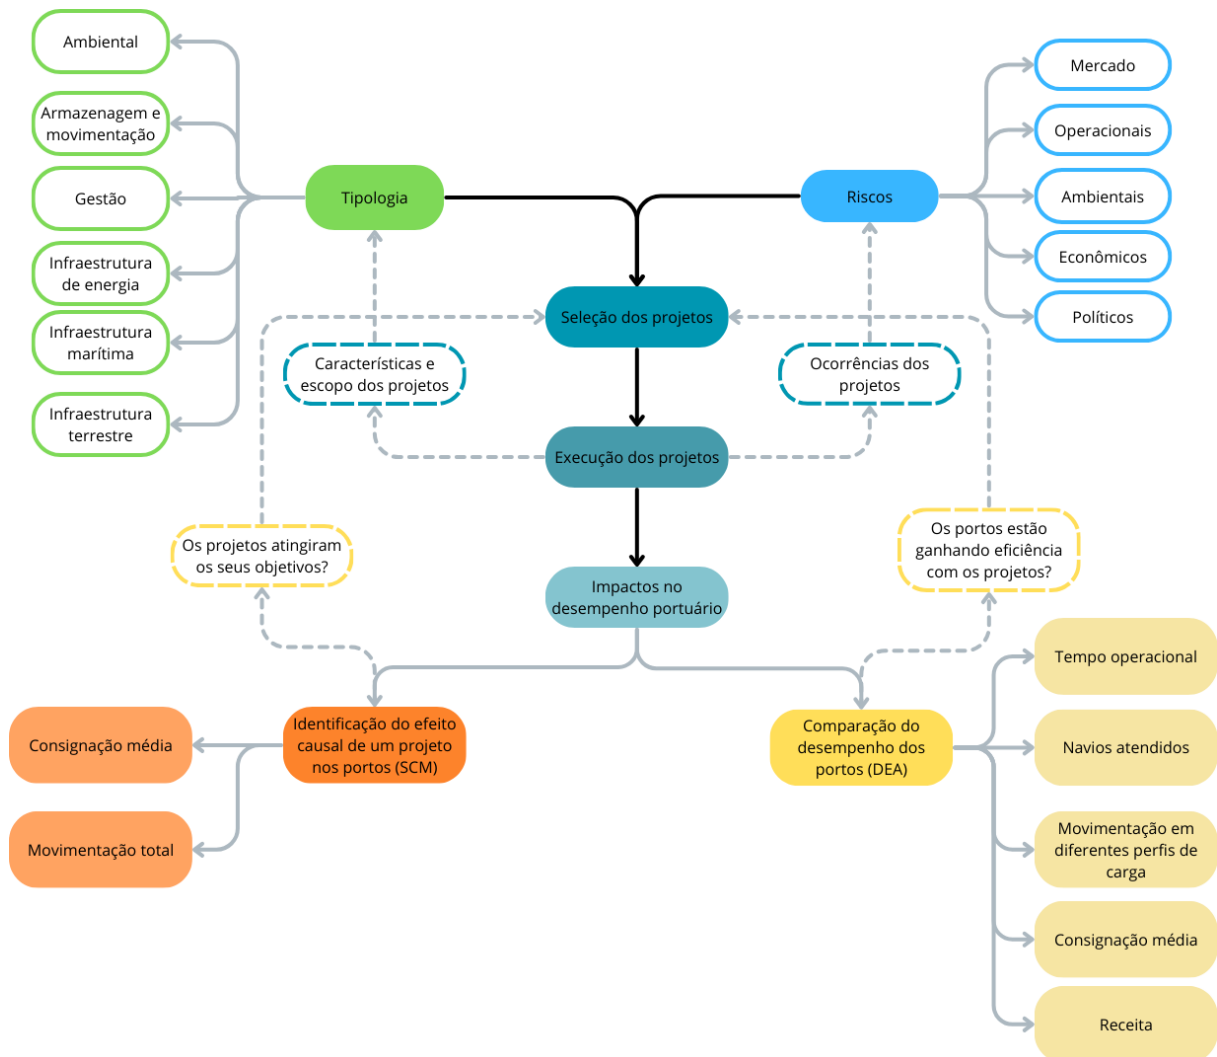 Ambiental
Armazenagem e
movimentação
Gestão
Infraestrutura
de energia
Infraestrutura
marítima
Infraestrutura
terrestre
Tipologia
Riscos
Mercado
Operacionais
Ambientais
Econômicos
Políticos
Seleção dos projetos
Características e
escopo dos projetos
Ocorrências dos
projetos
Execução dos projetos
Os projetos atingiram
os seus objetivos?
Os portos estão
ganhando eficiência
com os projetos?
Impactos no
desempenho portuário
Identificação do efeito
causal de um projeto
nos portos (SCM)
Consignação média
Movimentação total
Comparação do
desempenho dos
portos (DEA)
Tempo operacional
Navios atendidos
Movimentação em
diferentes perfis de
carga
Consignação média
Receita